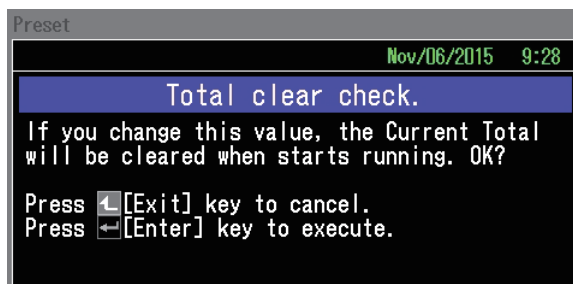 Preset
Nov/06/2015 9:28
Total clear check.
If you change this value, the Current Total
will be cleared when starts running. OK?
Press [Exit] key to cancel.
Press [Enter] key to execute.